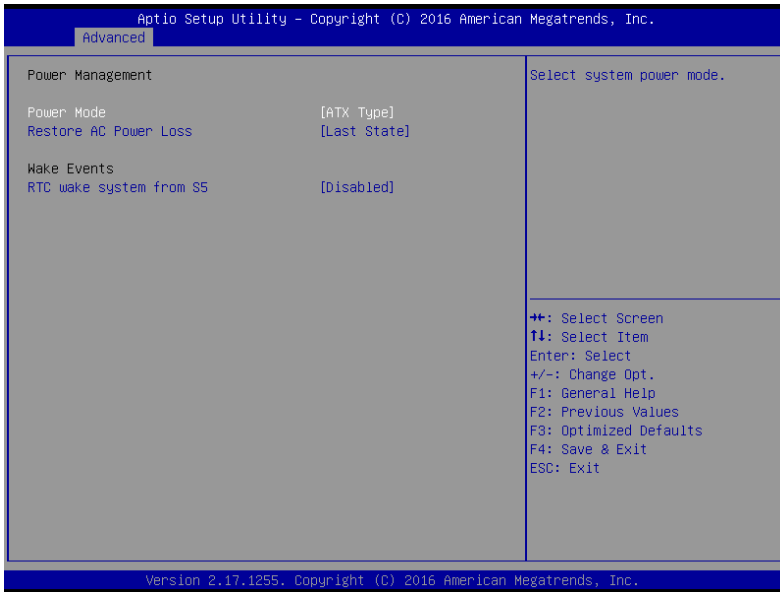 Aptio Setup Utility – Copyright (C) 2016 American Megatrends, Inc.
Advanced
Power Management
Power Mode [ATX Type]
Restore AC Power Loss [Last State]
Wake Events
RTC wake system from S5 [Disabled]
Select system power mode.
→←: Select Screen
↑↓: Select Item
Enter: Select
+/-: Change Opt.
F1: General Help
F2: Previous Values
F3: Optimized Defaults
F4: Save & Exit
ESC: Exit
Version 2.17.1255. Copyright (C) 2016 American Megatrends, Inc.